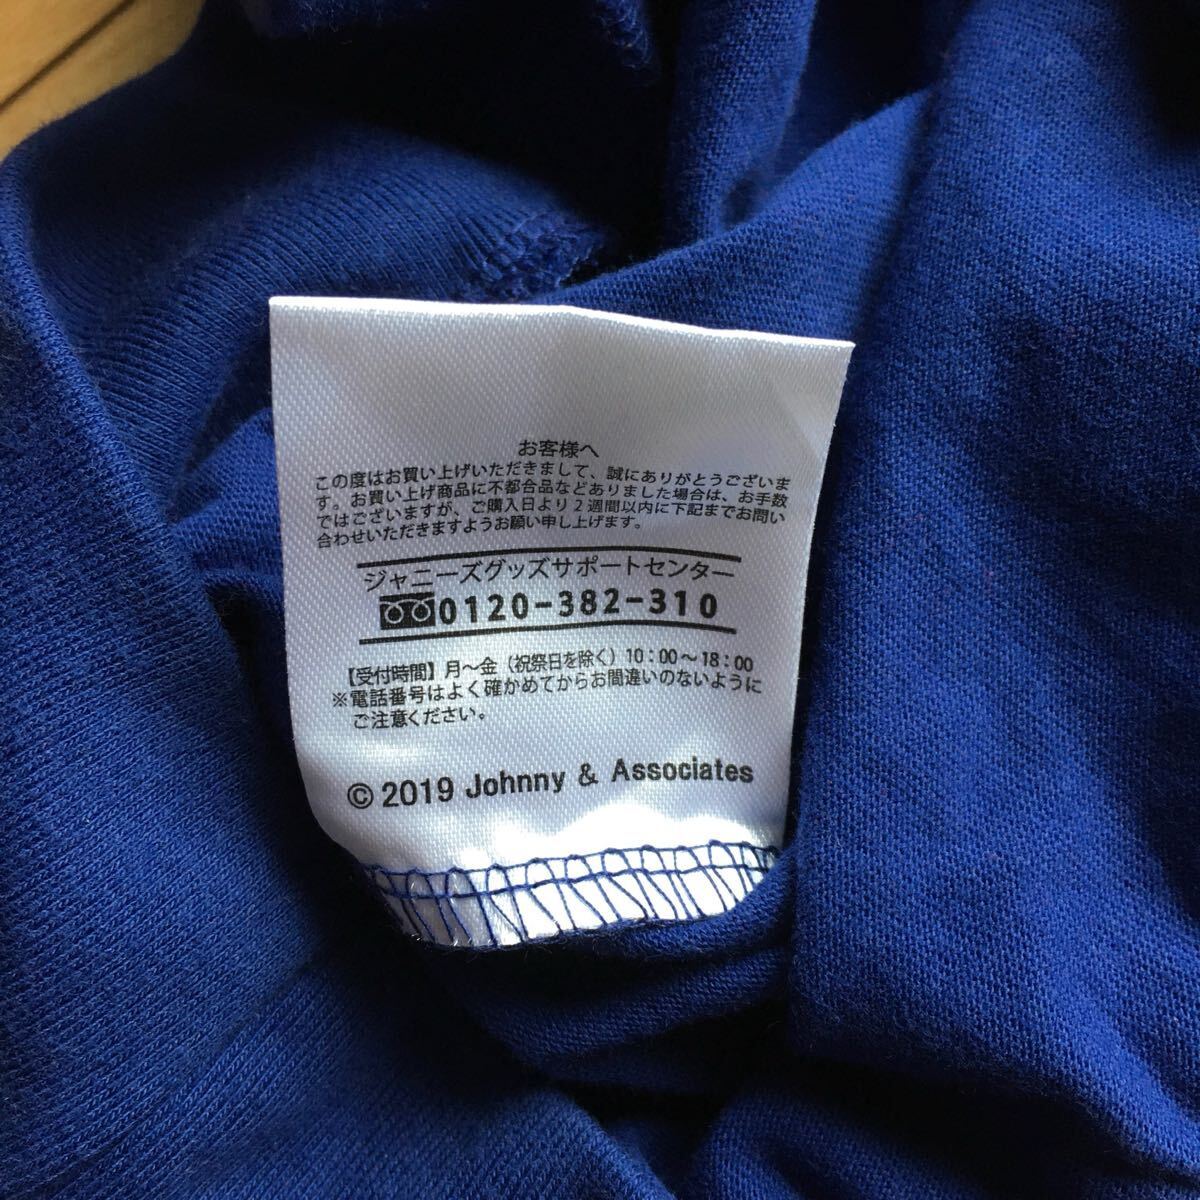 お客様へ
この度はお買い上げいただきまして、誠にありがとうございま
す。お買い上げ商品に不都合品などありました場合は、お手数
ではございますが、ご購入日より2週間以内に下記までお問い
合わせいただきますようお願い申し上げます。
ジャニーズグッズサポートセンター
0120-382-310
【受付時間】月～金（祝祭日を除く）10：00～18：00
※電話番号はよく確かめてからお間違いのないように
ご注意ください。
© 2019 Johnny & Associates